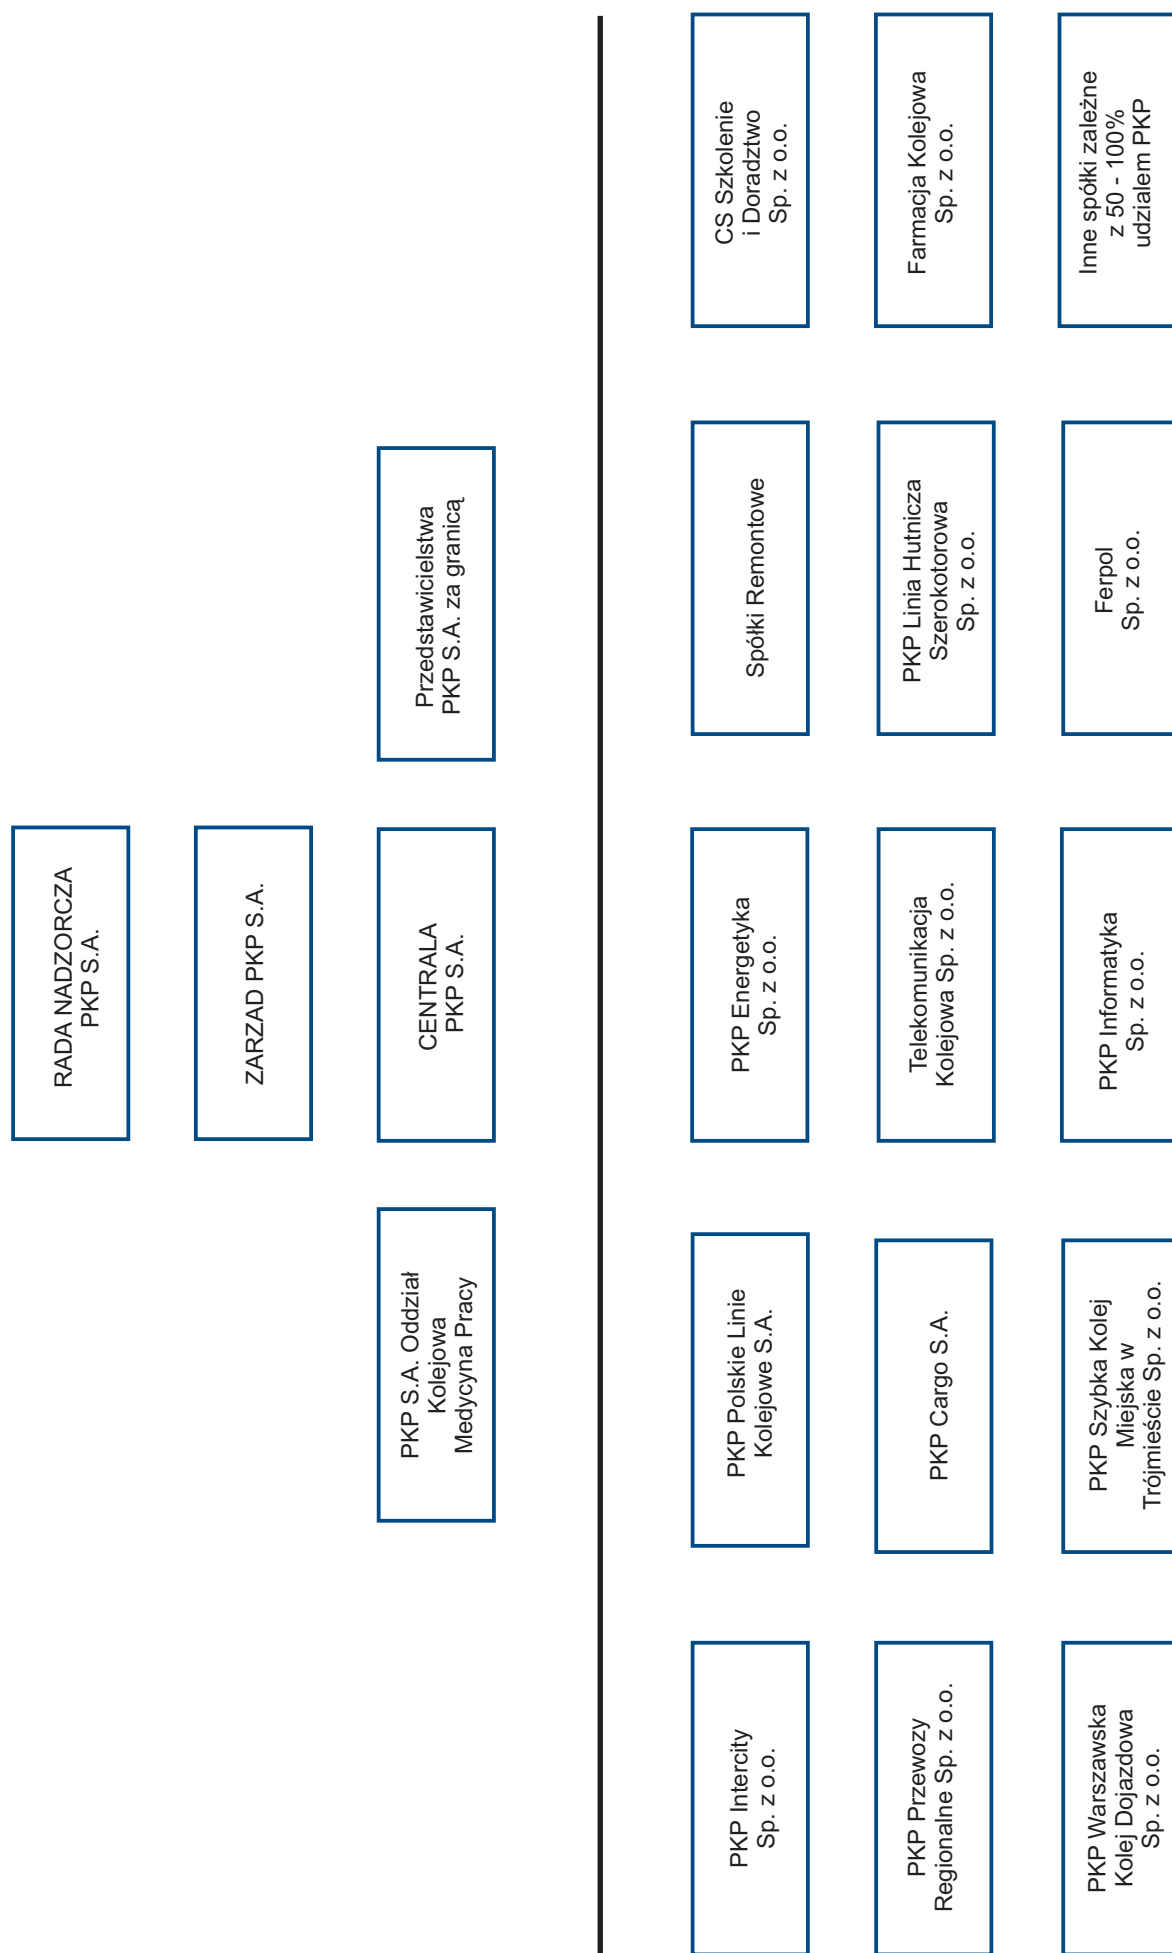 RADA NADZORCZA
PKP S.A.
ZARZAD PKP S.A.
PKP S.A. Oddział
Kolejowa
Medycyna Pracy
CENTRALA
PKP S.A.
Przedstawicielstwa
PKP S.A. za granicą
PKP Intercity
Sp. z o.o.
PKP Polskie Linie
Kolejowe S.A.
PKP Energetyka
Sp. z o.o.
Spółki Remontowe
CS Szkolenie
i Doradztwo
Sp. z o.o.
PKP Przewozy
Regionalne Sp. z o.o.
PKP Cargo S.A.
Telekomunikacja
Kolejowa Sp. z o.o.
PKP Linia Hutnicza
Szerokotorowa
Sp. z o.o.
Farmacja Kolejowa
Sp. z o.o.
PKP Warszawska
Kolej Dojazdowa
Sp. z o.o.
PKP Szybka Kolej
Miejska w
Trójmieście Sp. z o.o.
PKP Informatyka
Sp. z o.o.
Ferpol
Sp. z o.o.
Inne spółki zależne
z 50 - 100%
udzialem PKP